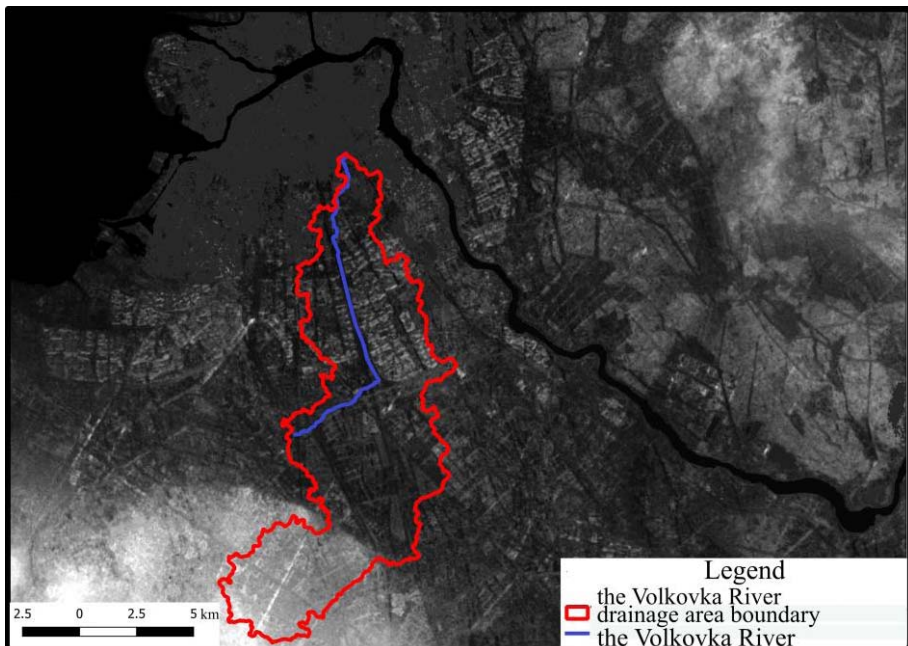 Legend
the Volkovka River
drainage area boundary
the Volkovka River
2.5 0 2.5 5 km